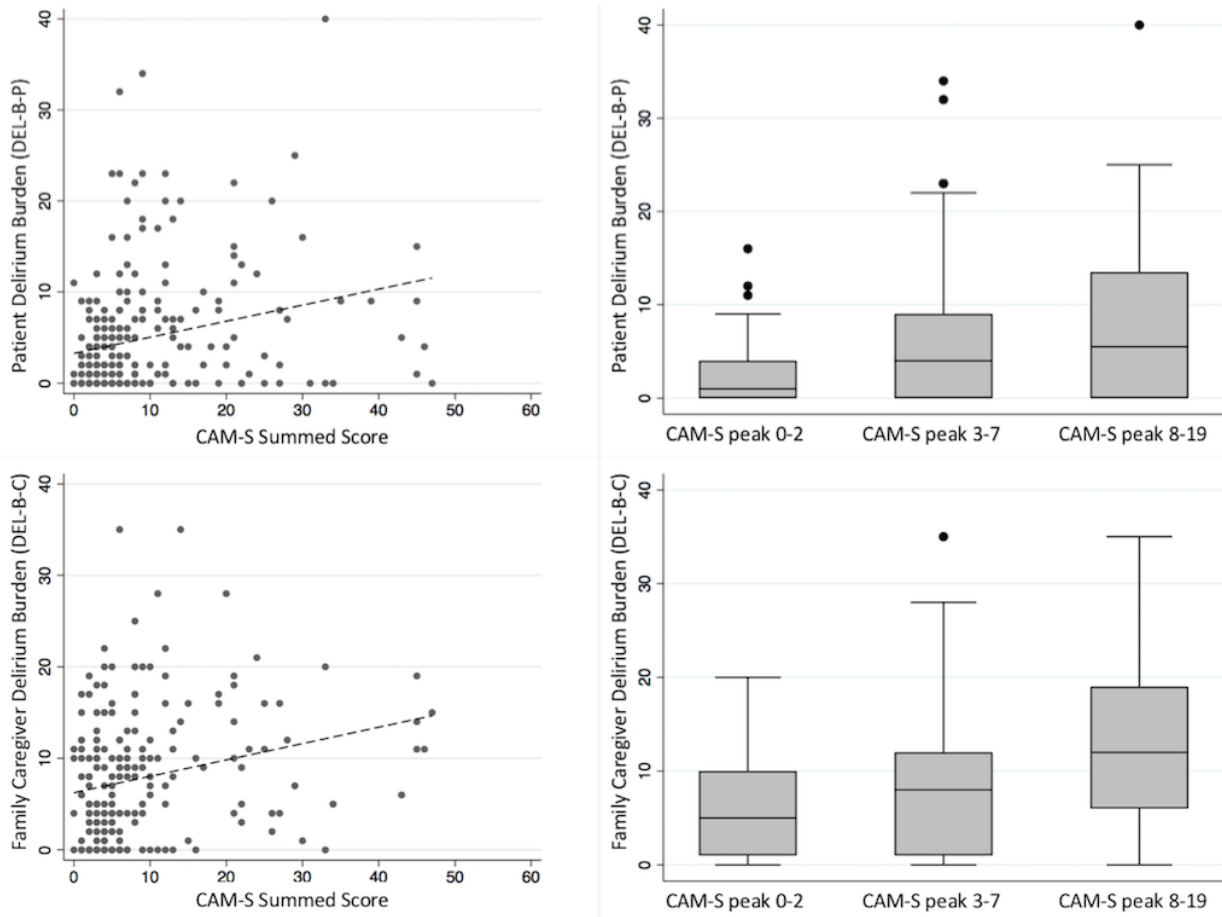 Patient Delirium Burden (DEL-B-P)
40
30
20
10
0
0 10 20 30 40 50 60
CAM-S Summed Score
Patient Delirium Burden (DEL-B-P)
40
30
20
10
0
CAM-S peak 0-2 CAM-S peak 3-7 CAM-S peak 8-19
Family Caregiver Delirium Burden (DEL-B-C)
40
30
20
10
0
0 10 20 30 40 50 60
CAM-S Summed Score
Family Caregiver Delirium Burden (DEL-B-C)
40
30
20
10
0
CAM-S peak 0-2 CAM-S peak 3-7 CAM-S peak 8-19